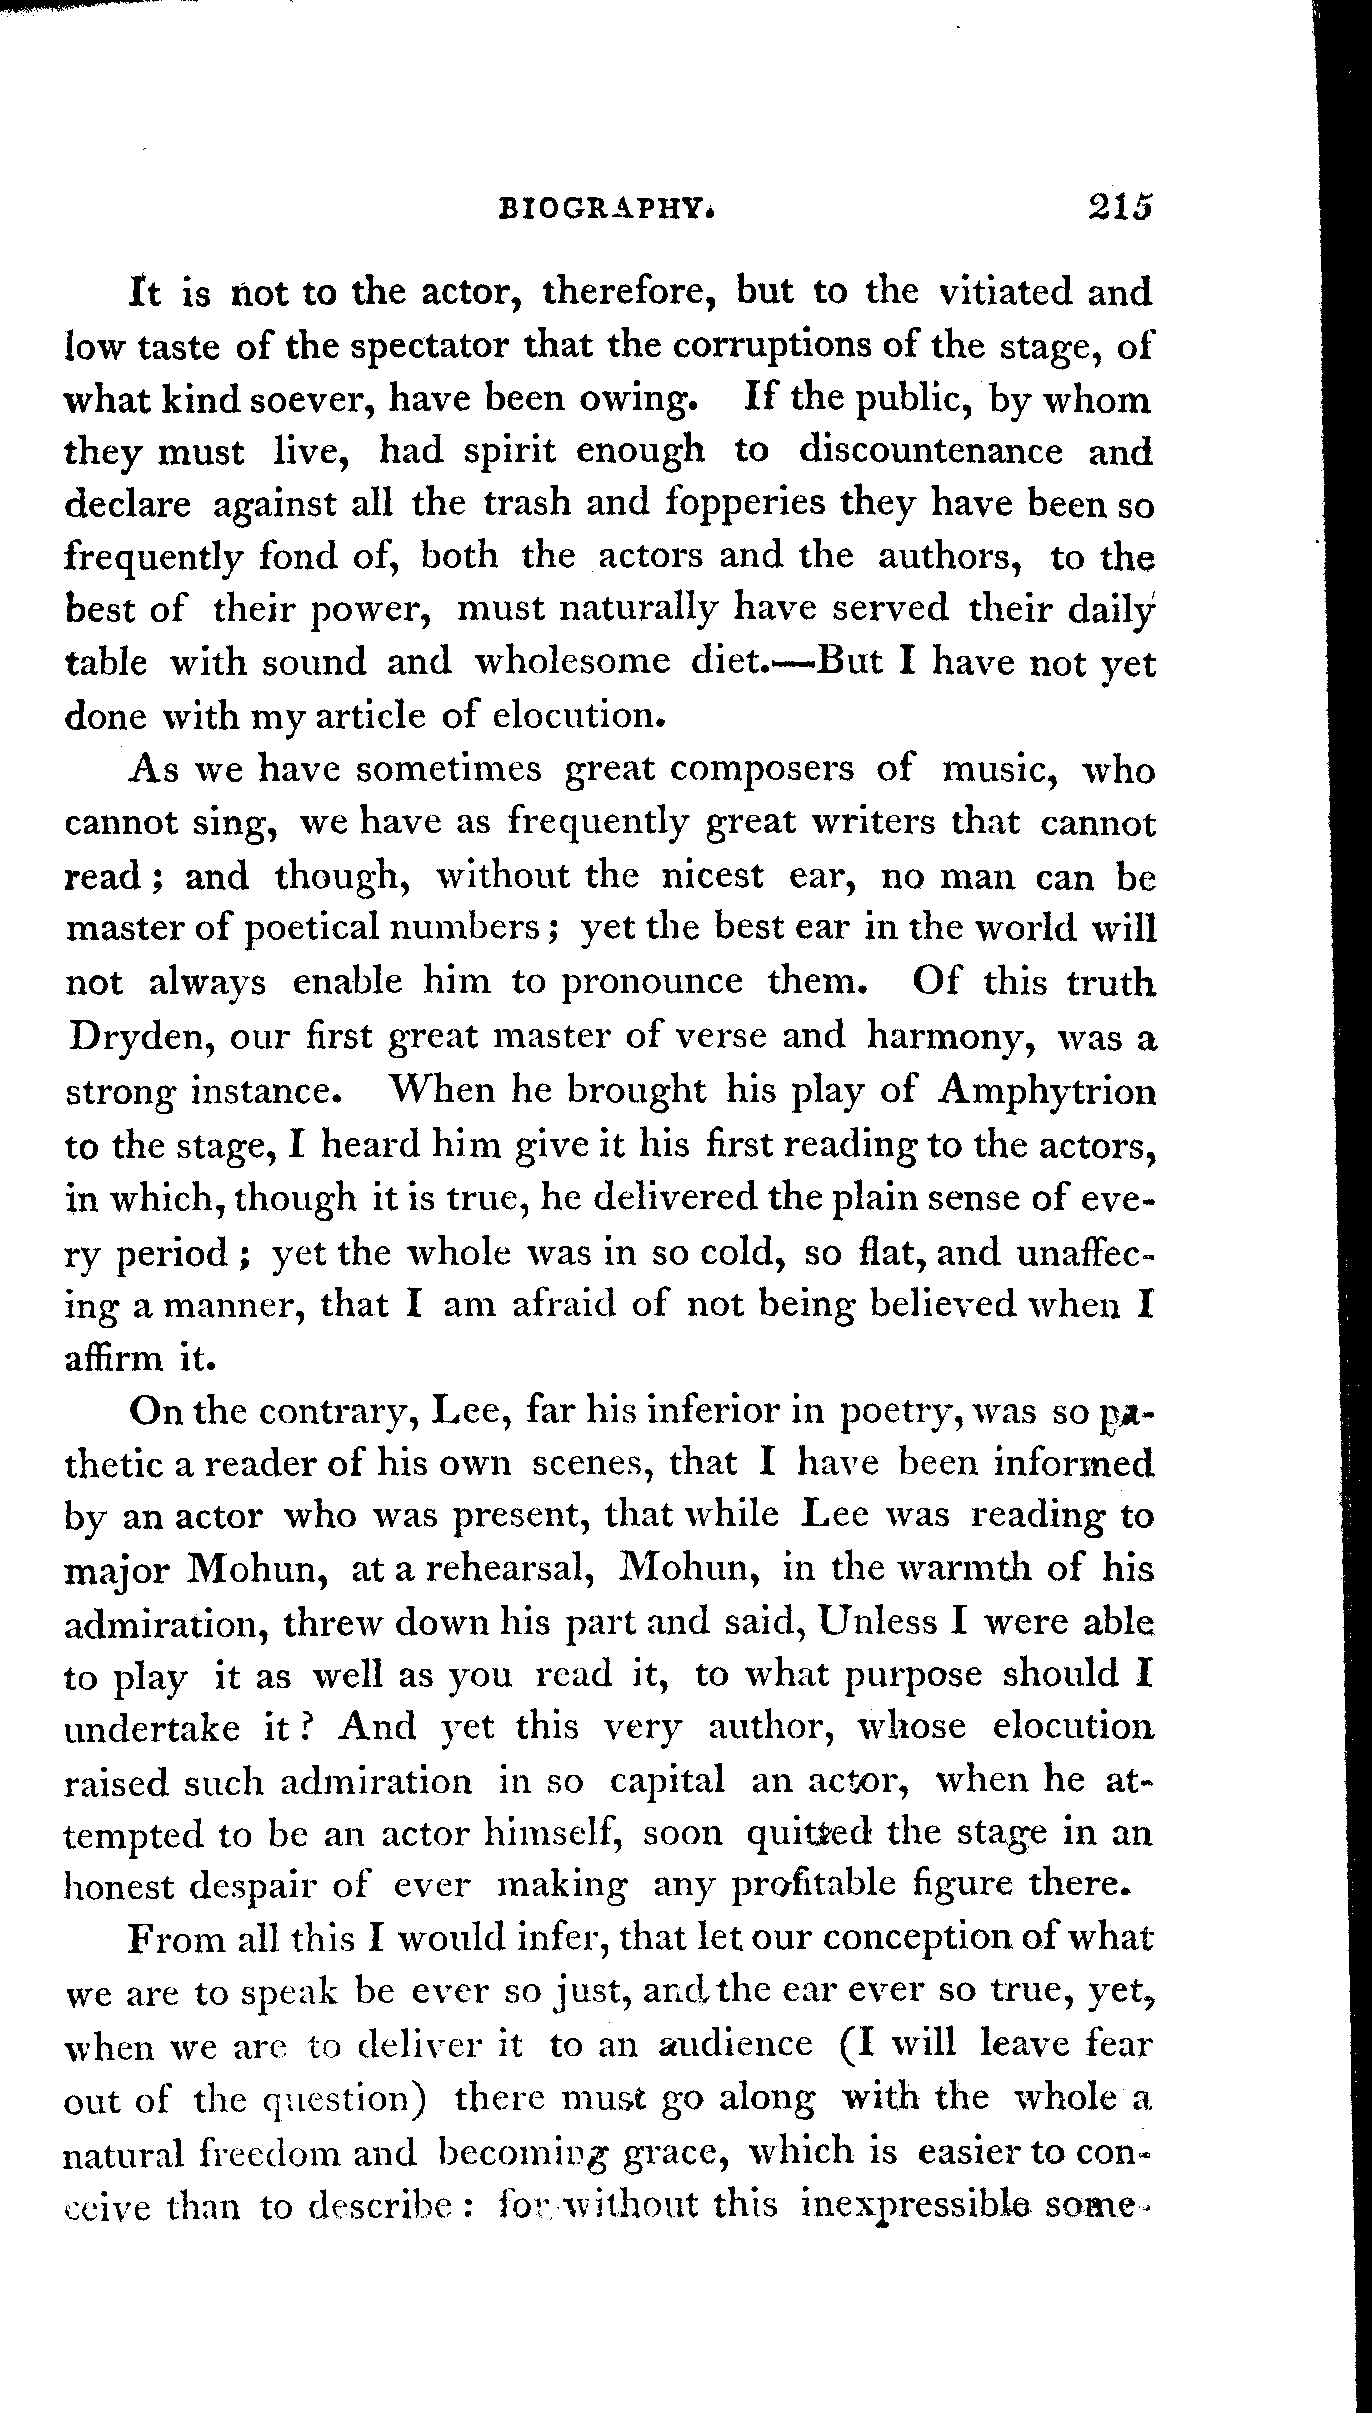 BIOGRAPHY. 215
It is not to the actor, therefore, but to the vitiated and
low taste of the spectator that the corruptions of the stage, of
what kind soever, have been owing. If the public, by whom
they must live, had spirit enough to discountenance and
declare against all the trash and fopperies they have been so
frequently fond of, both the actors and the authors, to the
best of their power, must naturally have served their daily
table with sound and wholesome diet.—But I have not yet
done with my article of elocution.
As we have sometimes great composers of music, who
cannot sing, we have as frequently great writers that cannot
read ; and though, without the nicest ear, no man can be
master of poetical numbers ; yet the best ear in the world will
not always enable him to pronounce them. Of this truth
Dryden, our first great master of verse and harmony, was a
strong instance. When he brought his play of Amphytrion
to the stage, I heard him give it his first reading to the actors,
in which, though it is true, he delivered the plain sense of eve-
ry period ; yet the whole was in so cold, so flat, and unaffec-
ing a manner, that I am afraid of not being believed when I
affirm it.
On the contrary, Lee, far his inferior in poetry, was so pa-
thetic a reader of his own scenes, that I have been informed
by an actor who was present, that while Lee was reading to
major Mohun, at a rehearsal, Mohun, in the warmth of his
admiration, threw down his part and said, Unless I were able
to play it as well as you read it, to what purpose should I
undertake it ? And yet this very author, whose elocution
raised such admiration in so capital an actor, when he at-
tempted to be an actor himself, soon quitted the stage in an
honest despair of ever making any profitable figure there.
From all this I would infer, that let our conception of what
we are to speak be ever so just, and the ear ever so true, yet,
when we are to deliver it to an audience (I will leave fear
out of the question) there must go along with the whole a
natural freedom and becoming grace, which is easier to con-
ceive than to describe : for without this inexpressible some-